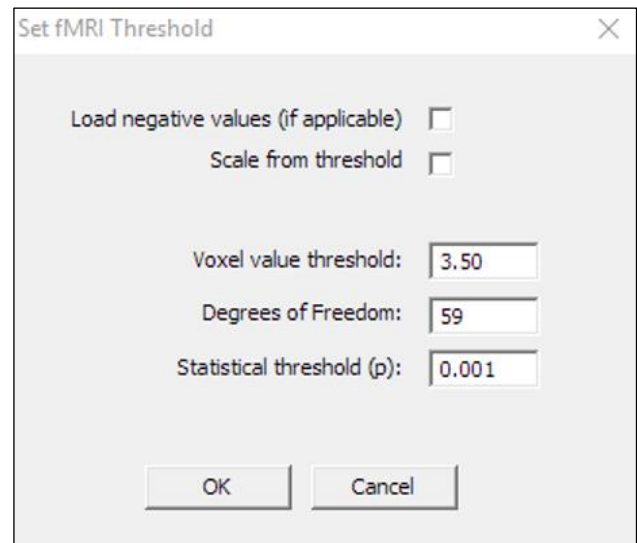 Set fMRI Threshold
Load negative values (if applicable)
Scale from threshold
Voxel value threshold: 3.50
Degrees of Freedom: 59
Statistical threshold (p): 0.001
OK Cancel